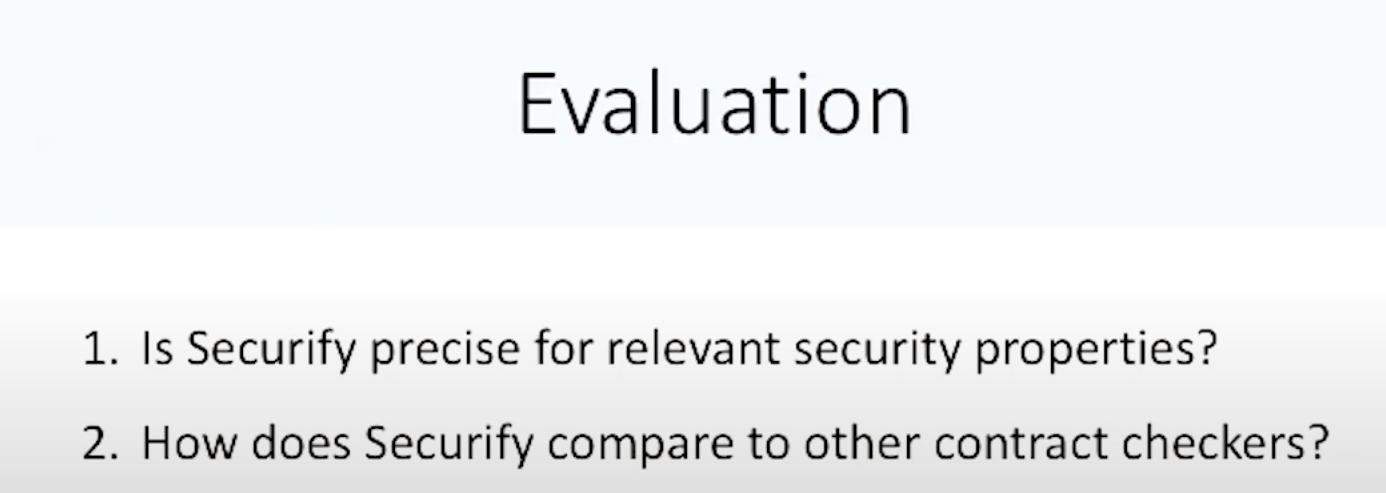 Evaluation
1. Is Securify precise for relevant security properties?
2. How does Securify compare to other contract checkers?